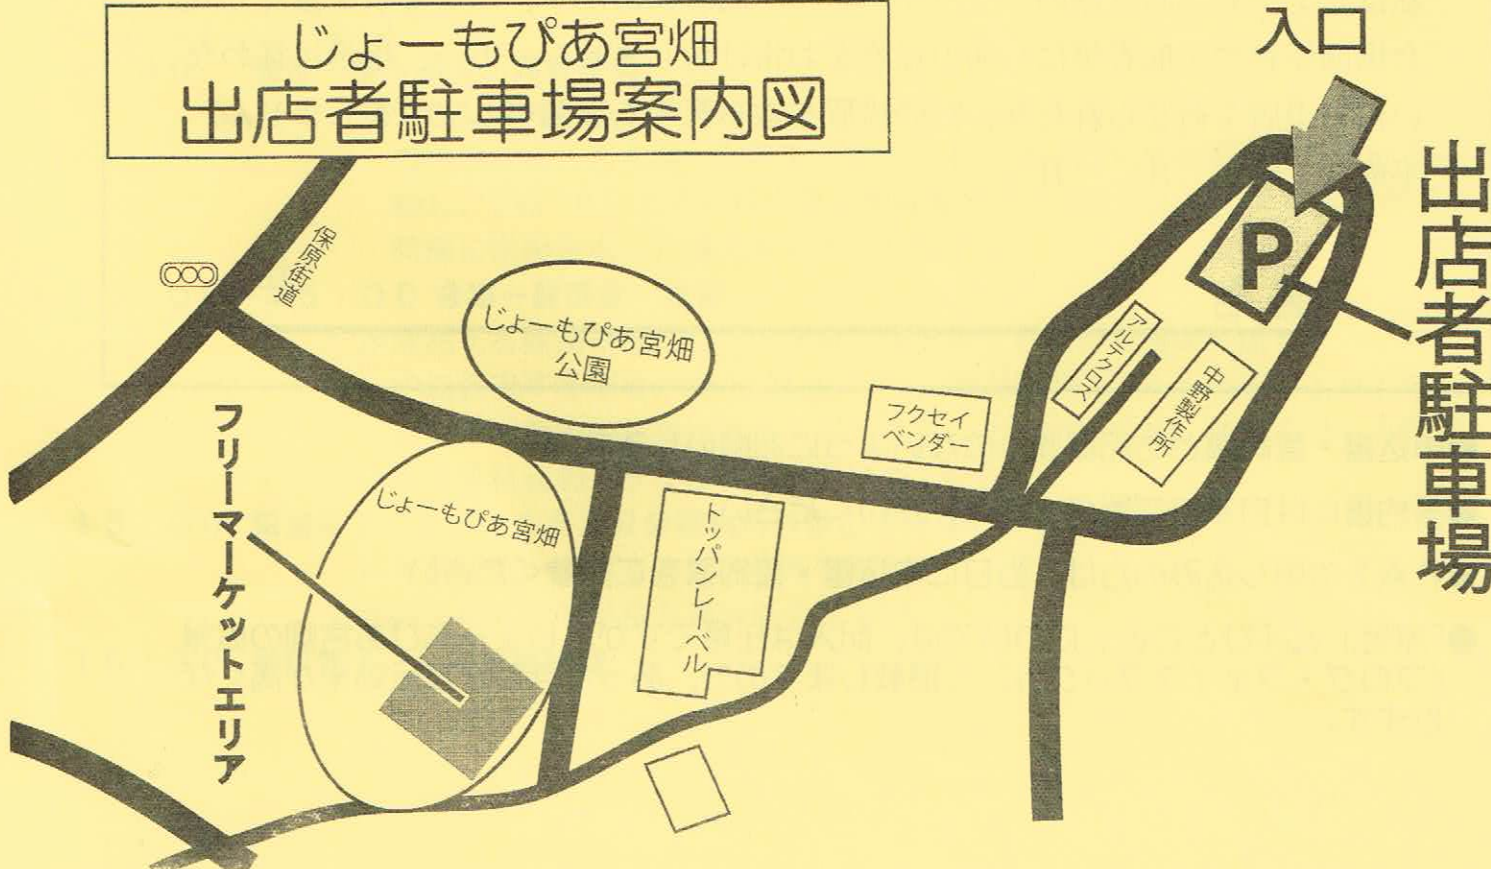 じょーもぴあ宮畑
出店者駐車場案内図
入口
出店者駐車場
保原街道
じょーもぴあ宮畑
公園
P
アルテクロス
中野製作所
フクセイ
ベンダー
フリーマーケットエリア
じょーもぴあ宮畑
トッパンレーベル